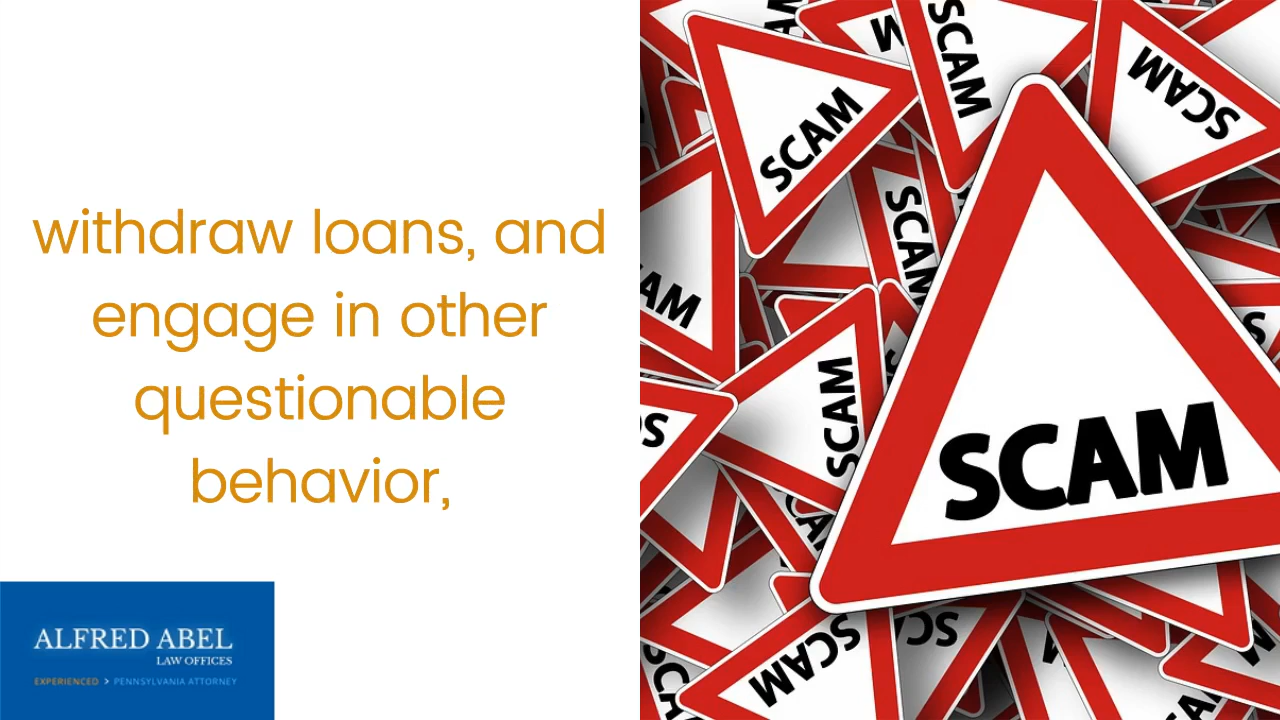 withdraw loans, and
engage in other
questionable
behavior,
ALFRED ABEL
LAW OFFICES
EXPERIENCED > PENNSYLVANIA ATTORNEY
SCAM
SCAM
SCAM
SCAM
SCAM
SCAM
SCAM